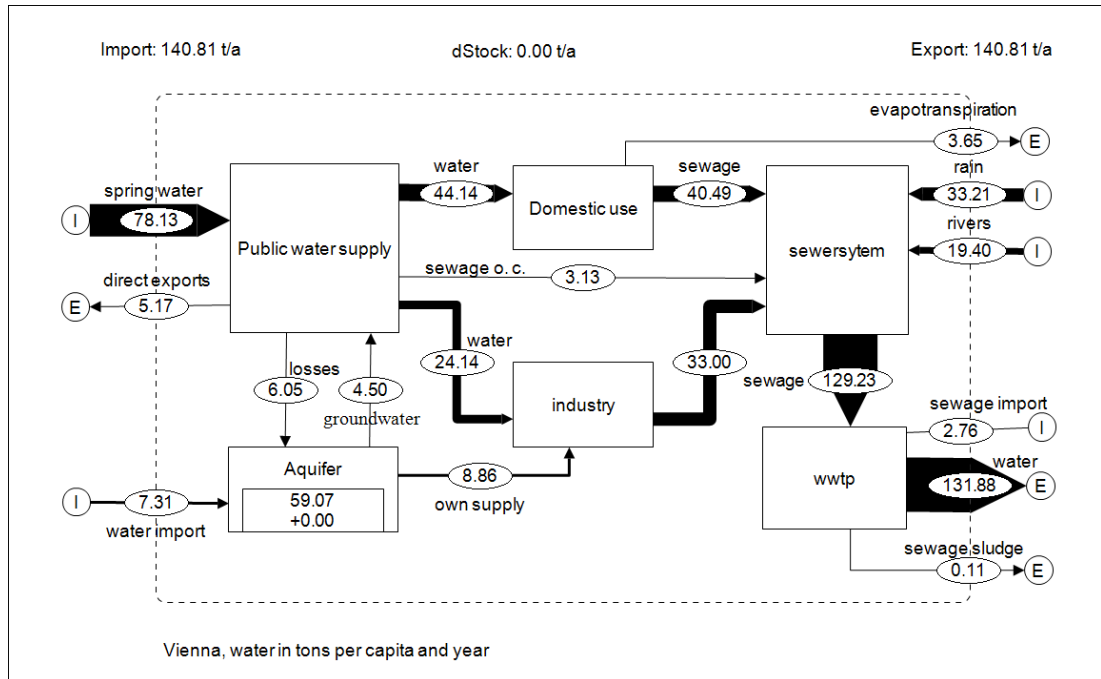 Import: 140.81 t/a
dStock: 0.00 t/a
Export: 140.81 t/a
evapotranspiration
3.65
E
rain
33.21
I
rivers
19.40
I
spring water
I
78.13
Public water supply
water
44.14
Domestic use
sewage
40.49
sewersytem
sewage o. c.
3.13
direct exports
E
5.17
water
24.14
33.00
losses
6.05
4.50
groundwater
industry
sewage
129.23
sewage import
2.76
I
Aquifer
59.07
+0.00
8.86
own supply
I
7.31
water import
wwtp
water
131.88
E
sewage sludge
0.11
E
Vienna, water in tons per capita and year